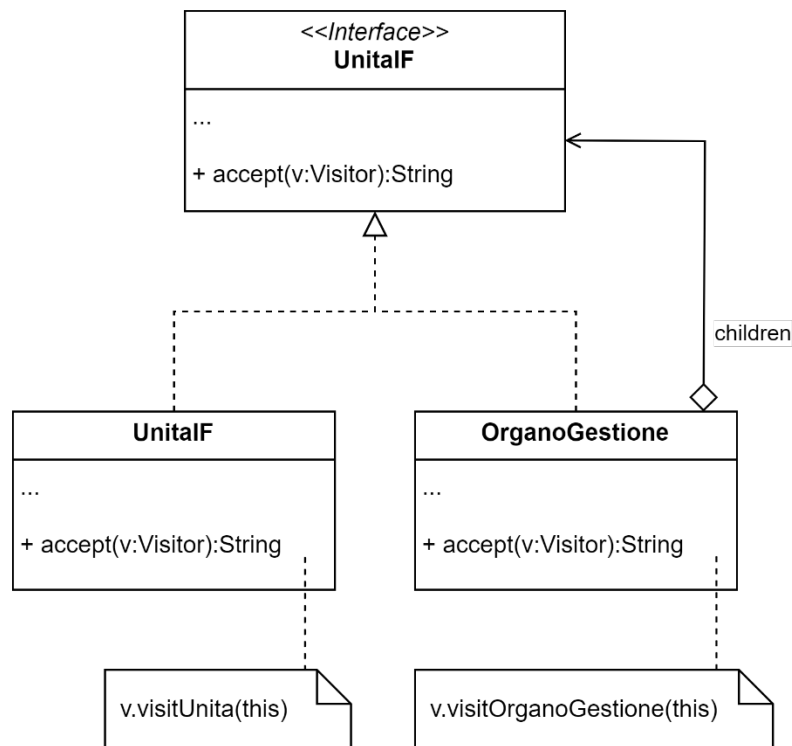 <<Interface>>
UnitaIF
...
+ accept(v:Visitor):String
children
UnitaIF
...
+ accept(v:Visitor):String
OrganoGestione
...
+ accept(v:Visitor):String
v.visitUnita(this)
v.visitOrganoGestione(this)